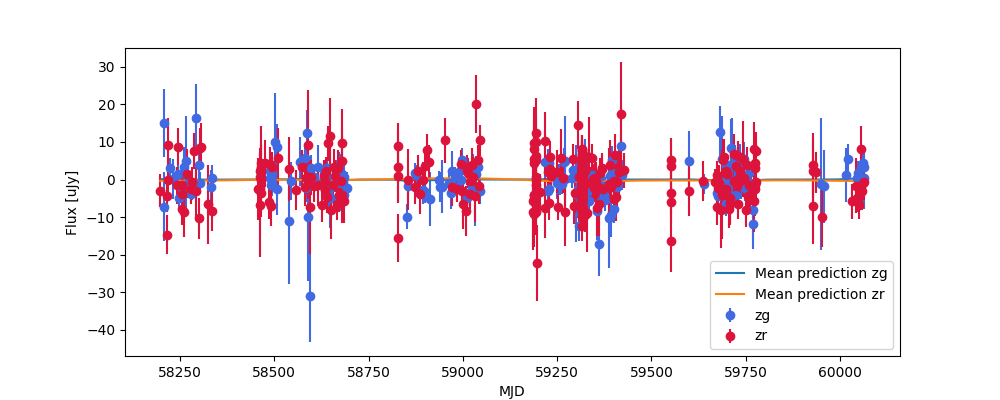 30
20
10
0
−10
−20
−30
−40
Flux [uJy]
58250 58500 58750 59000 59250 59500 59750 60000
MJD
Mean prediction zg
Mean prediction zr
zg
zr